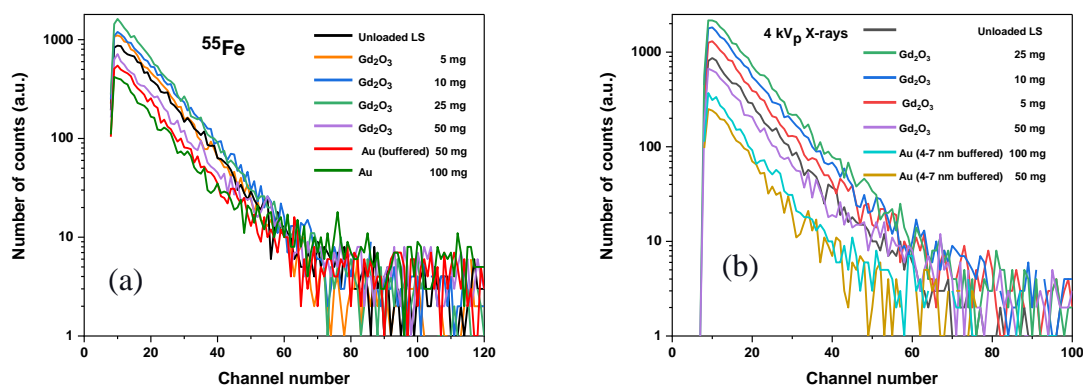 ⁵⁵Fe
Unloaded LS
Gd₂O₃ 5 mg
Gd₂O₃ 10 mg
Gd₂O₃ 25 mg
Gd₂O₃ 50 mg
Au (buffered) 50 mg
Au 100 mg
(a)
1000
100
10
1
Number of counts (a.u.)
0 20 40 60 80 100 120
Channel number
4 kVₚ X-rays
Unloaded LS
Gd₂O₃ 25 mg
Gd₂O₃ 10 mg
Gd₂O₃ 5 mg
Gd₂O₃ 50 mg
Au (4-7 nm buffered) 100 mg
Au (4-7 nm buffered) 50 mg
(b)
1000
100
10
1
Number of counts (a.u.)
0 20 40 60 80 100
Channel number